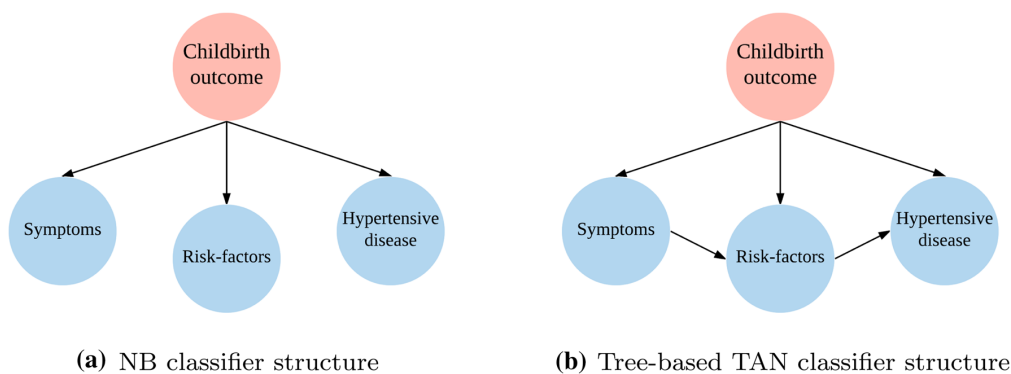 Childbirth
outcome
Symptoms
Risk-factors
Hypertensive
disease
(a) NB classifier structure
Childbirth
outcome
Symptoms
Risk-factors
Hypertensive
disease
(b) Tree-based TAN classifier structure